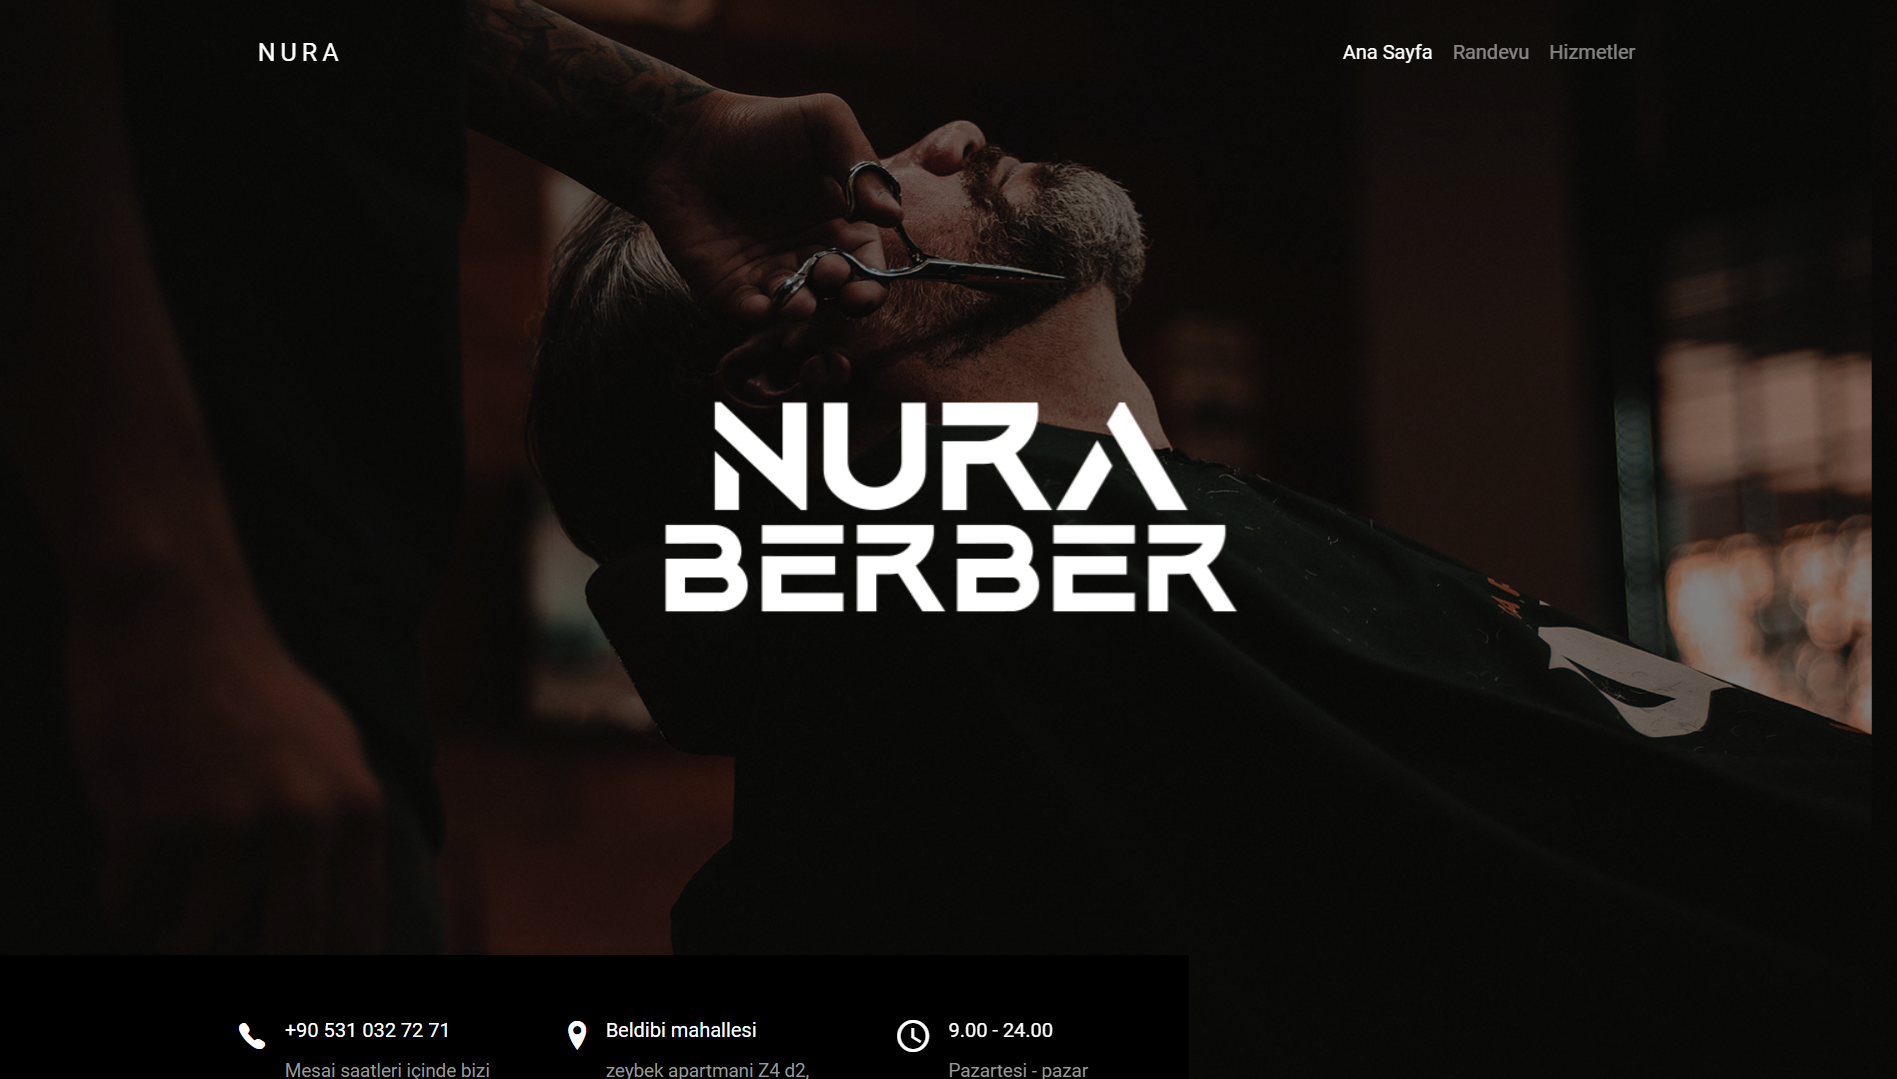 NURA
Ana Sayfa Randevu Hizmetler
NURA
BERBER
+90 531 032 72 71
Mesai saatleri içinde bizi
Beldibi mahallesi
zeybek apartmani Z4 d2,
9.00 - 24.00
Pazartesi - pazar